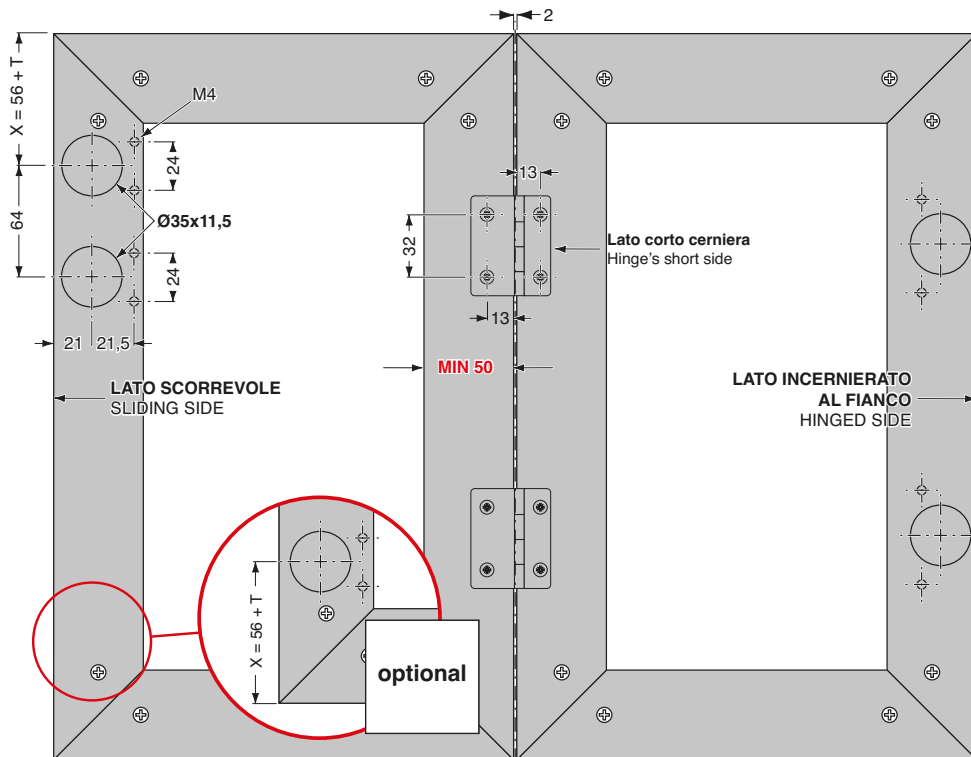 2
X = 56 + T
M4
24
13
64
Ø35x11,5
32
Lato corto cerniera
Hinge's short side
24
13
21
21,5
MIN 50
LATO SCORREVOLE
SLIDING SIDE
LATO INCERNIERATO
AL FIANCO
HINGED SIDE
X = 56 + T
optional